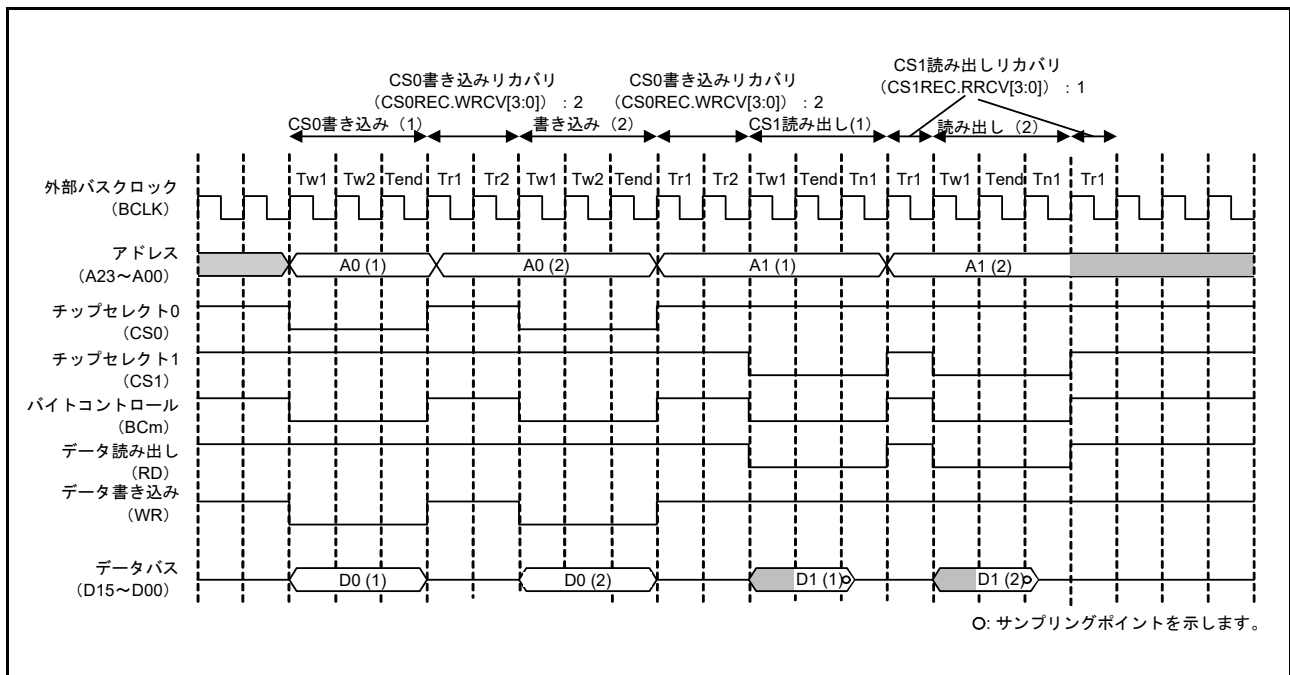 CS1読み出しリカバリ
（CS1REC.RRCV[3:0]）：1
CS0書き込みリカバリ
（CS0REC.WRCV[3:0]）：2
CS0書き込みリカバリ
（CS0REC.WRCV[3:0]）：2
CS0書き込み（1） 書き込み（2） CS1読み出し(1) 読み出し（2）
Tw1 Tw2 Tend Tr1 Tr2 Tw1 Tw2 Tend Tr1 Tr2 Tw1 Tend Tn1 Tr1 Tw1 Tend Tn1 Tr1
外部バスクロック
（BCLK）
アドレス
（A23～A00）
A0 (1) A0 (2) A1 (1) A1 (2)
チップセレクト0
（CS0）
チップセレクト1
（CS1）
バイトコントロール
（BCm）
データ読み出し
（RD）
データ書き込み
（WR）
データバス
（D15～D00）
D0 (1) D0 (2) D1 (1) D1 (2)
O: サンプリングポイントを示します。